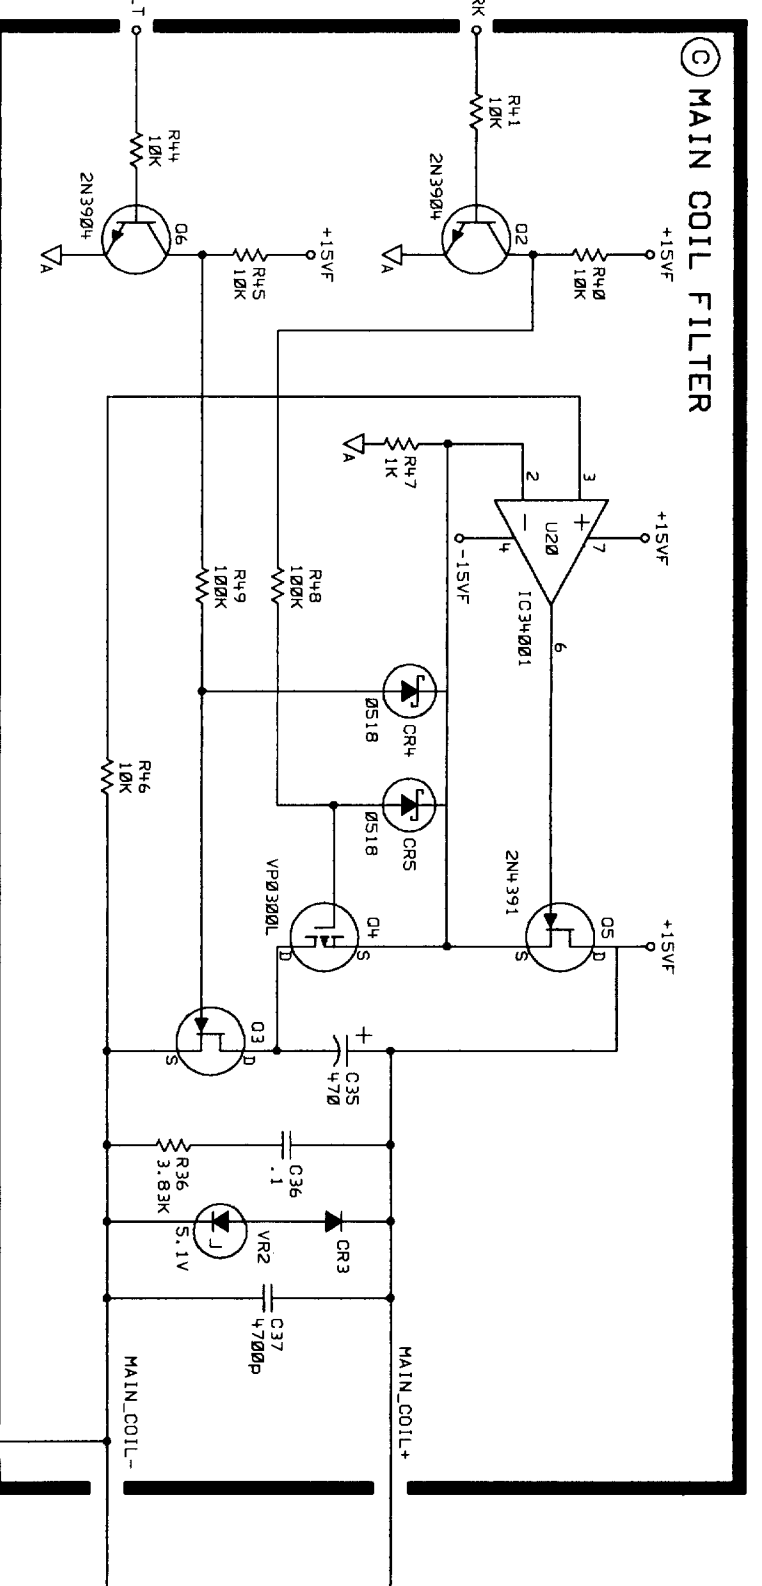 LT
RK
C MAIN COIL FILTER
R41
10K
R44
10K
2N3904
Q2
2N3904
Q6
+15VF
R40
10K
A
+15VF
R45
10K
A
3
2
+
-
U20
7
4
+15VF
-15VF
R47
1K
A
IC34001
6
R48
100K
R49
100K
CR4
0518
CR5
0518
R46
10K
2N4391
Q5
D
S
+15VF
VP0300L
Q4
S
D
Q3
D
S
+
C35
470
C36
.1
R36
3.83K
CR3
VR2
5.1V
J
C37
4700p
MAIN_COIL+
MAIN_COIL-